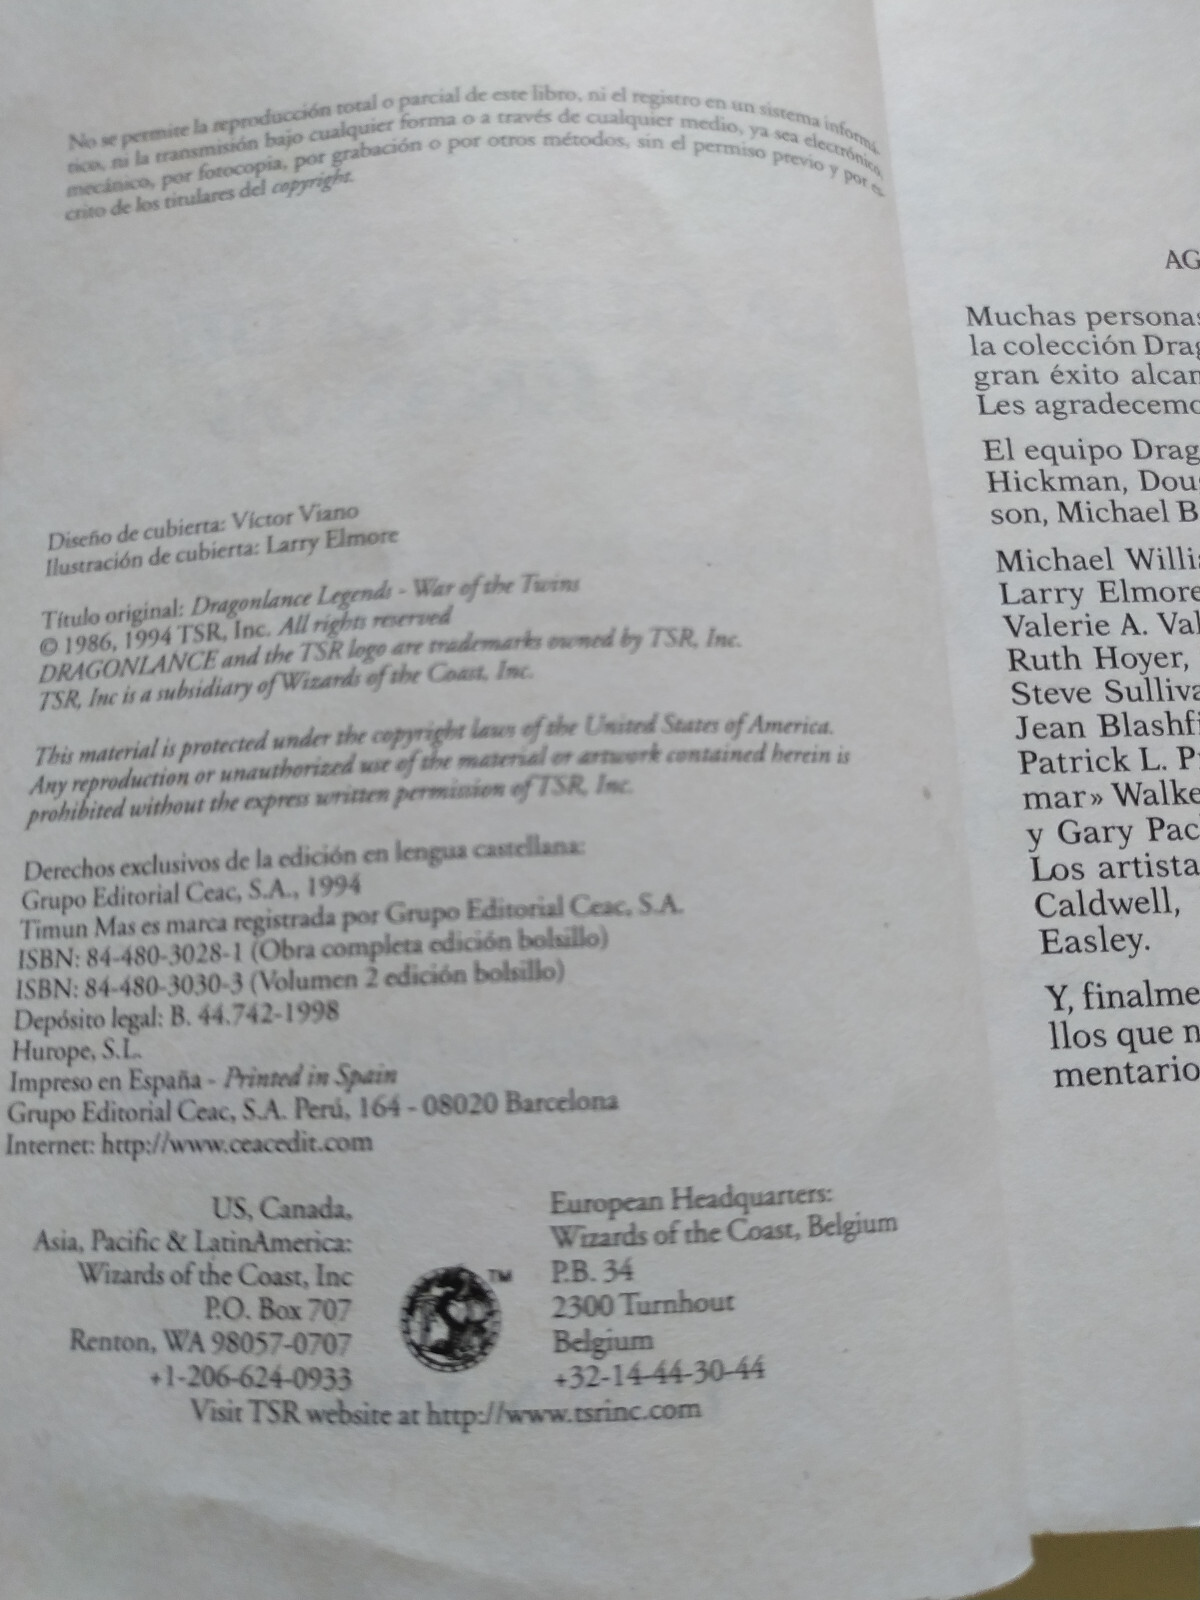 No se permite la reproducción total o parcial de este libro, ni el registro en un sistema informá-
tico, ni la transmisión bajo cualquier forma o a través de cualquier medio, ya sea electrónico,
mecánico, por fotocopia, por grabación o por otros métodos, sin el permiso previo y por es-
crito de los titulares del copyright.
Diseño de cubierta: Víctor Viano
Ilustración de cubierta: Larry Elmore
Título original: Dragonlance Legends - War of the Twins
© 1986, 1994 TSR, Inc. All rights reserved
DRAGONLANCE and the TSR logo are trademarks owned by TSR, Inc.
TSR, Inc is a subsidiary of Wizards of the Coast, Inc.
This material is protected under the copyright laws of the United States of America.
Any reproduction or unauthorized use of the material or artwork contained herein is
prohibited without the express written permission of TSR, Inc.
Derechos exclusivos de la edición en lengua castellana:
Grupo Editorial Ceac, S.A., 1994
Timun Mas es marca registrada por Grupo Editorial Ceac, S.A.
ISBN: 84-480-3028-1 (Obra completa edición bolsillo)
ISBN: 84-480-3030-3 (Volumen 2 edición bolsillo)
Depósito legal: B. 44.742-1998
Hurope, S.L.
Impreso en España - Printed in Spain
Grupo Editorial Ceac, S.A. Perú, 164 - 08020 Barcelona
Internet: http://www.ceacedit.com
US, Canada,
Asia, Pacific & LatinAmerica:
Wizards of the Coast, Inc
P.O. Box 707
Renton, WA 98057-0707
+1-206-624-0933
TM
European Headquarters:
Wizards of the Coast, Belgium
P.B. 34
2300 Turnhout
Belgium
+32-14-44-30-44
Visit TSR website at http://www.tsrinc.com
AG
Muchas personas
la colección Drag
gran éxito alcan
Les agradecemo
El equipo Drag
Hickman, Doug
son, Michael B
Michael Willia
Larry Elmore
Valerie A. Val
Ruth Hoyer,
Steve Sulliva
Jean Blashfi
Patrick L. P
mar» Walke
y Gary Pac
Los artista
Caldwell,
Easley.
Y, finalme
llos que n
mentario